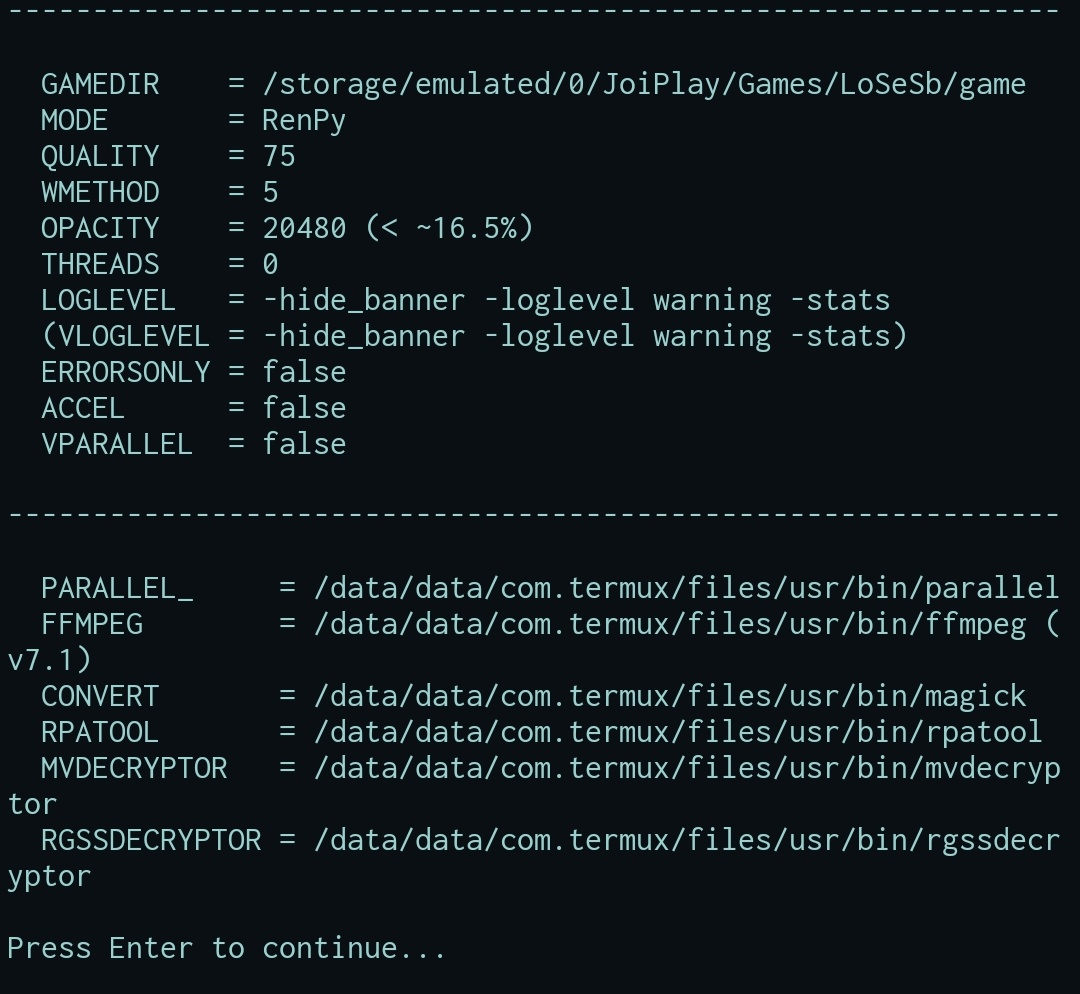 ---------------------------------------------------------------
GAMEDIR    = /storage/emulated/0/JoiPlay/Games/LoSeSb/game
MODE       = RenPy
QUALITY    = 75
WMETHOD    = 5
OPACITY    = 20480 (< ~16.5%)
THREADS    = 0
LOGLEVEL   = -hide_banner -loglevel warning -stats
(VLOGLEVEL = -hide_banner -loglevel warning -stats)
ERRORSONLY = false
ACCEL      = false
VPARALLEL  = false
---------------------------------------------------------------
PARALLEL_     = /data/data/com.termux/files/usr/bin/parallel
FFMPEG        = /data/data/com.termux/files/usr/bin/ffmpeg (
v7.1)
CONVERT       = /data/data/com.termux/files/usr/bin/magick
RPATOOL       = /data/data/com.termux/files/usr/bin/rpatool
MVDECRYPTOR   = /data/data/com.termux/files/usr/bin/mvdecryp
tor
RGSSDECRYPTOR = /data/data/com.termux/files/usr/bin/rgssdecr
yptor
Press Enter to continue...